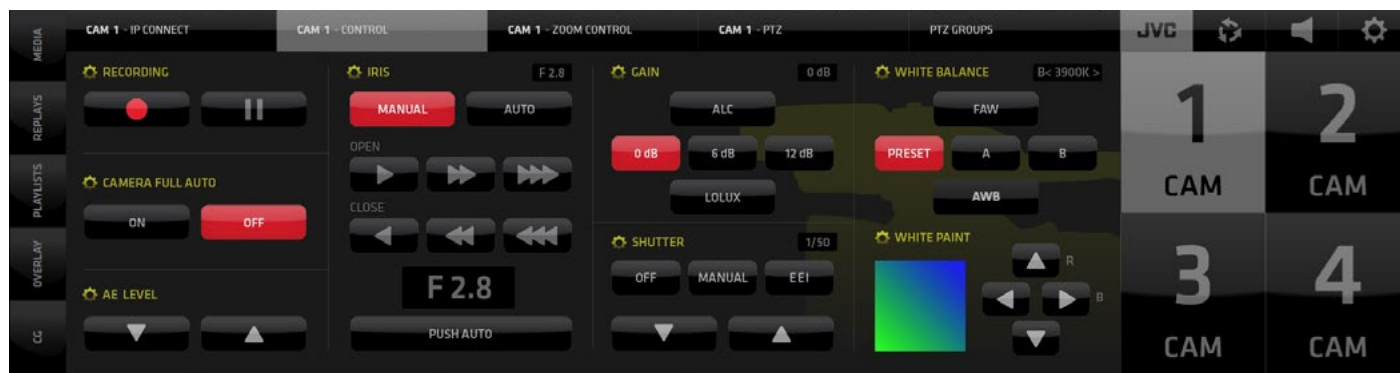 MEDIA
REPLAYS
PLAYLISTS
OVERLAY
CG
CAM 1 - IP CONNECT
CAM 1 - CONTROL
CAM 1 - ZOOM CONTROL
CAM 1 - PTZ
PTZ GROUPS
JVC
RECORDING
CAMERA FULL AUTO
ON
OFF
AE LEVEL
IRIS
F 2.8
MANUAL
AUTO
OPEN
CLOSE
F 2.8
PUSH AUTO
GAIN
0 dB
ALC
0 dB
6 dB
12 dB
LOLUX
SHUTTER
1/50
OFF
MANUAL
EEI
WHITE BALANCE
B< 3900K >
FAW
PRESET
A
B
AWB
WHITE PAINT
R
B
1
CAM
2
CAM
3
CAM
4
CAM